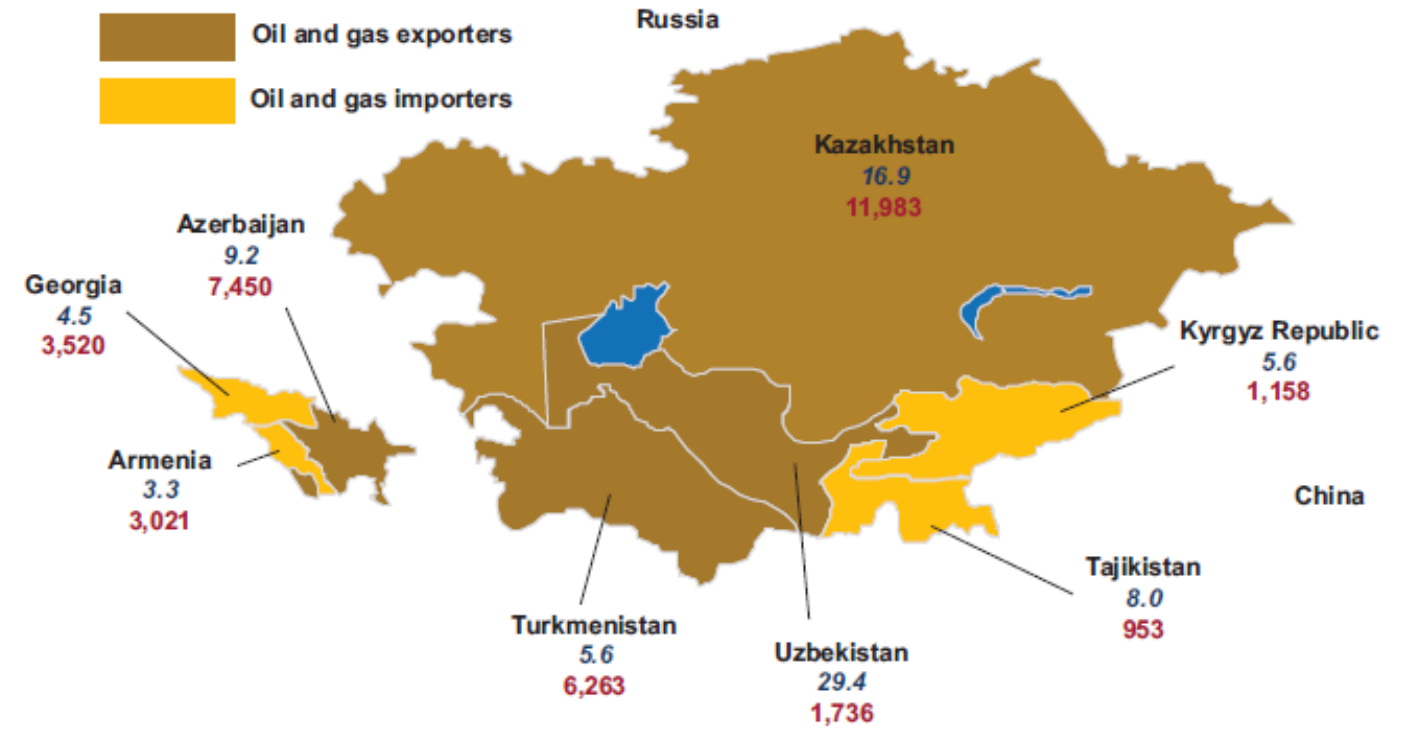 Russia
Oil and gas exporters
Oil and gas importers
Kazakhstan
16.9
11,983
Azerbaijan
9.2
7,450
Georgia
4.5
3,520
Kyrgyz Republic
5.6
1,158
Armenia
3.3
3,021
China
Tajikistan
8.0
953
Turkmenistan
5.6
6,263
Uzbekistan
29.4
1,736